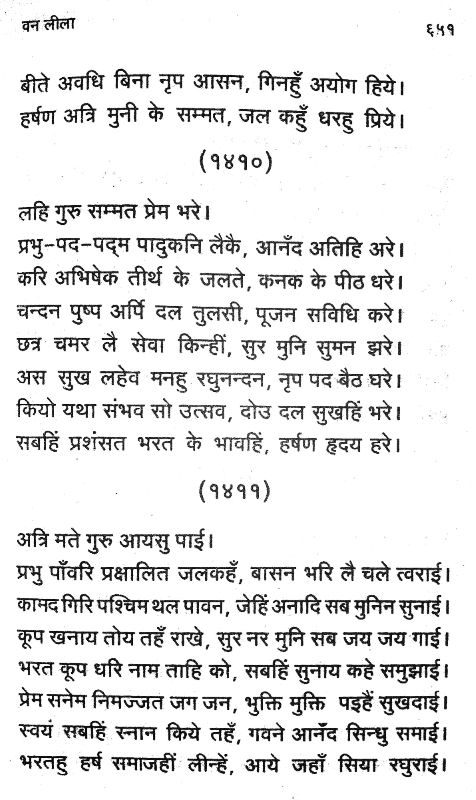 वन लीला
६५१
बीते अवधि बिना नृप आसन, गिनहुँ अयोग हिये।
हर्षण अत्रि मुनी के सम्मत, जल कहुँ धरहु प्रिये।
(१४१०)
लहि गुरु सम्मत प्रेम भरे।
प्रभु-पद-पद्म पादुकनि लैकै, आनँद अतिहि अरे।
करि अभिषेक तीर्थ के जलते, कनक के पीठ धरे।
चन्दन पुष्प अर्पि दल तुलसी, पूजन सविधि करे।
छत्र चमर लै सेवा किन्हीं, सुर मुनि सुमन झरे।
अस सुख लहेव मनहु रघुनन्दन, नृप पद बैठ घरे।
कियो यथा संभव सो उत्सव, दोउ दल सुखहिं भरे।
सबहिं प्रशंसत भरत के भावहिं, हर्षण हृदय हरे।
(१४११)
अत्रि मते गुरु आयसु पाई।
प्रभु पाँवरि प्रक्षालित जलकहँ, बासन भरि लै चले त्वराई।
कामद गिरि पश्चिम थल पावन, जेहिं अनादि सब मुनिन सुनाई।
कूप खनाय तोय तहँ राखे, सुर नर मुनि सब जय जय गाई।
भरत कूप धरि नाम ताहि को, सबहिं सुनाय कहे समुझाई।
प्रेम सनेम निमज्जत जग जन, भुक्ति मुक्ति पइहैं सुखदाई।
स्वयं सबहिं स्नान किये तहँ, गवने आनँद सिन्धु समाई।
भरतहु हर्ष समाजहीं लीन्हें, आये जहाँ सिया रघुराई।